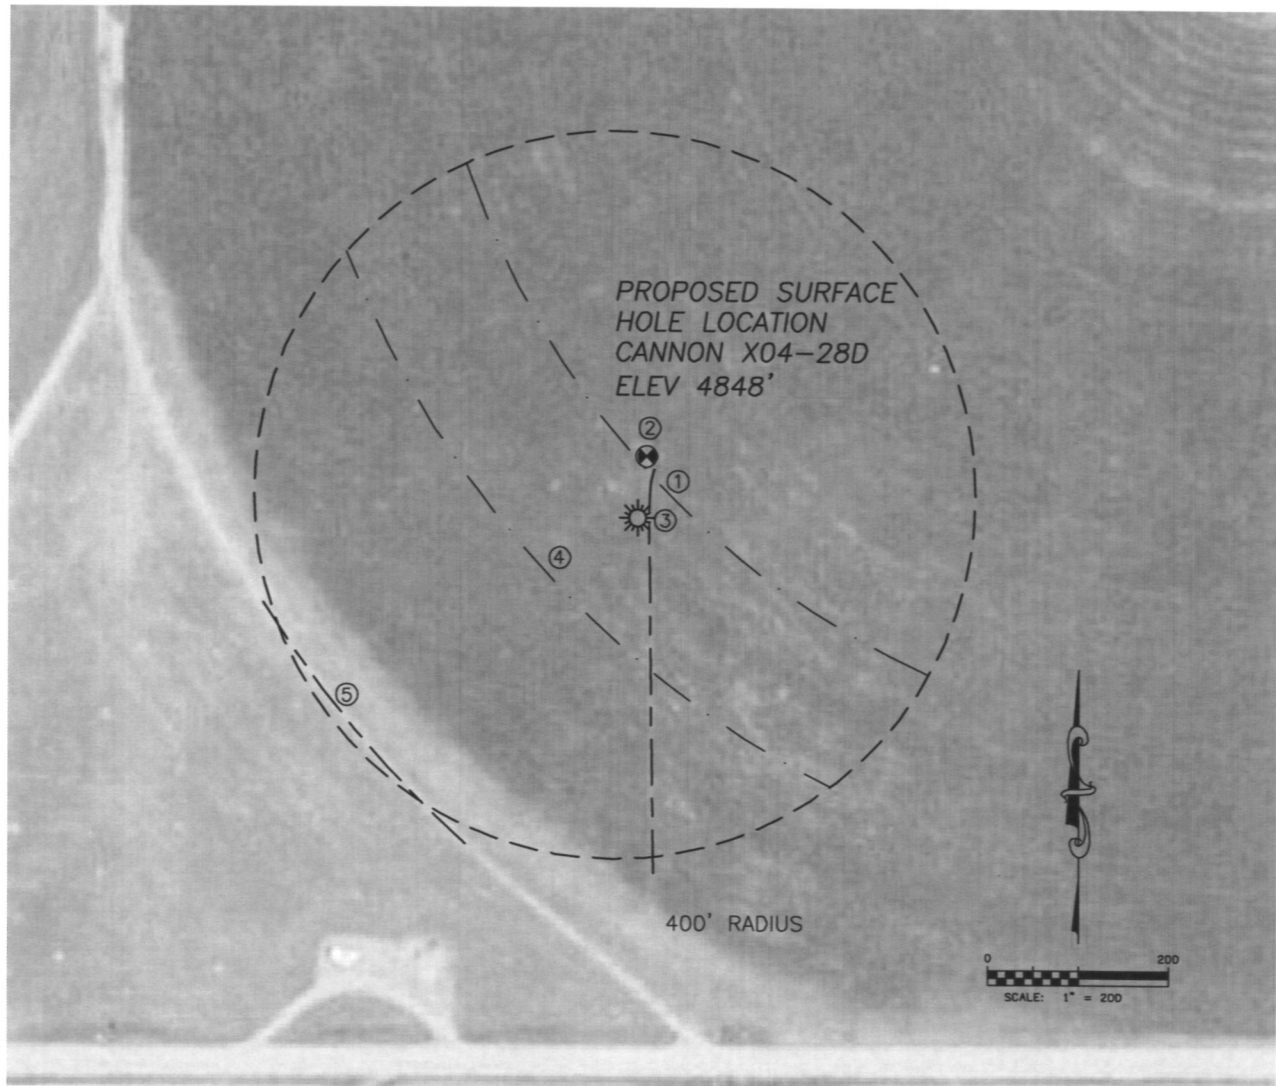 PROPOSED SURFACE
HOLE LOCATION
CANNON X04-28D
ELEV 4848'
②
①
③
④
⑤
400' RADIUS
0 200
SCALE: 1" = 200